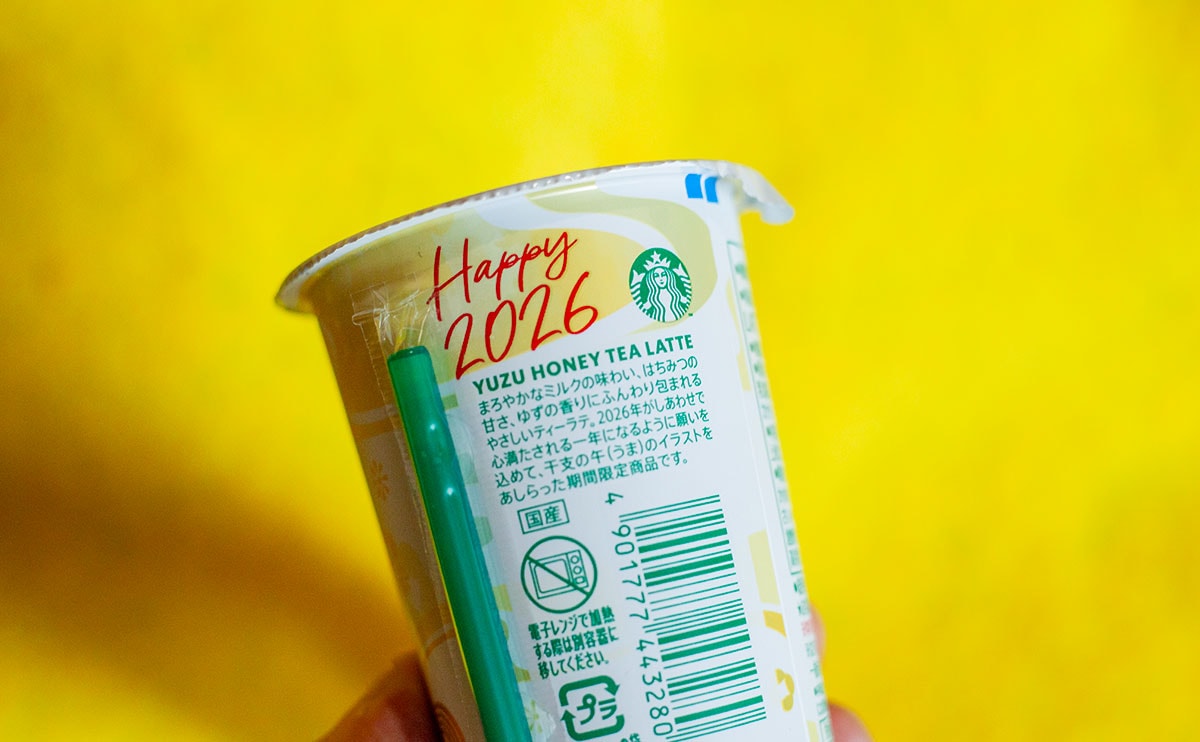 Happy
2026
YUZU HONEY TEA LATTE
まろやかなミルクの味わい、はちみつの
甘さ、ゆずの香りにふんわり包まれる
やさしいティーラテ。2026年がしあわせで
心満たされる一年になるように願いを
込めて、干支の午(うま)のイラストを
あしらった期間限定商品です。
国産
電子レンジで加熱
する際は別容器に
移してください。
プラ
4 901777 443280